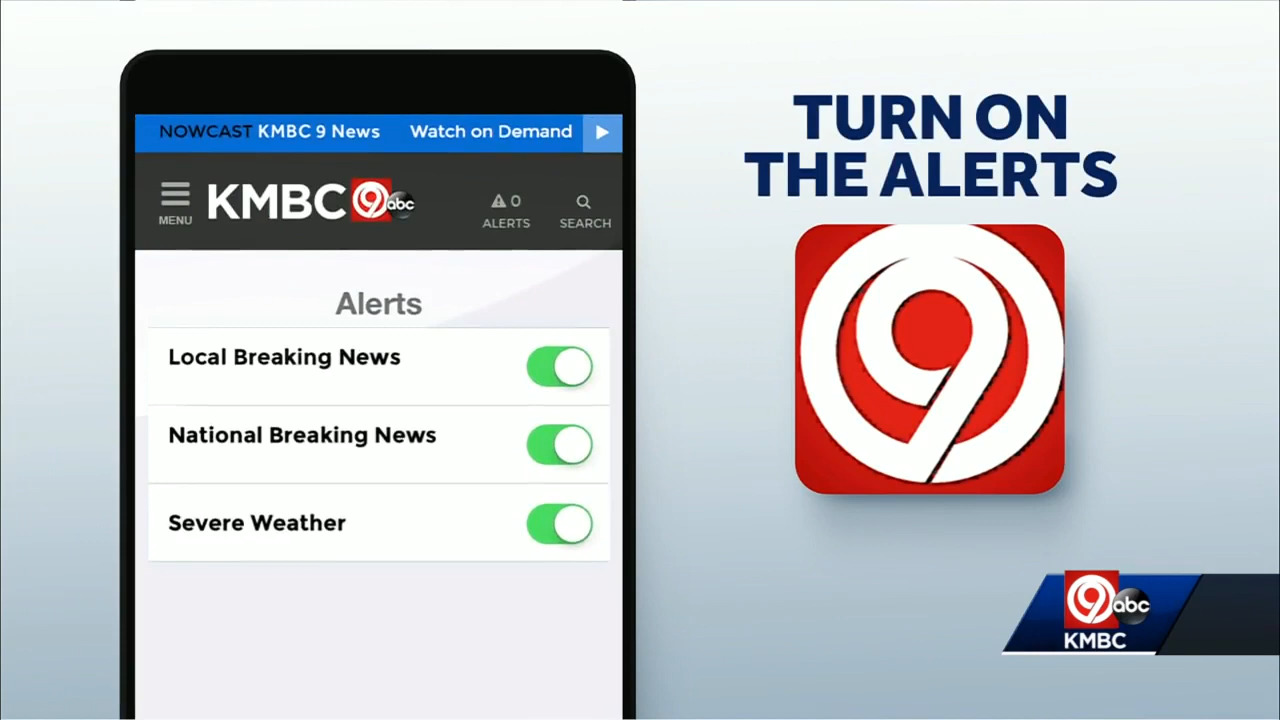 NOWCAST KMBC 9 News Watch on Demand
MENU
KMBC 9 abc
0
ALERTS
SEARCH
Alerts
Local Breaking News
National Breaking News
Severe Weather
TURN ON
THE ALERTS
9
9 abc
KMBC